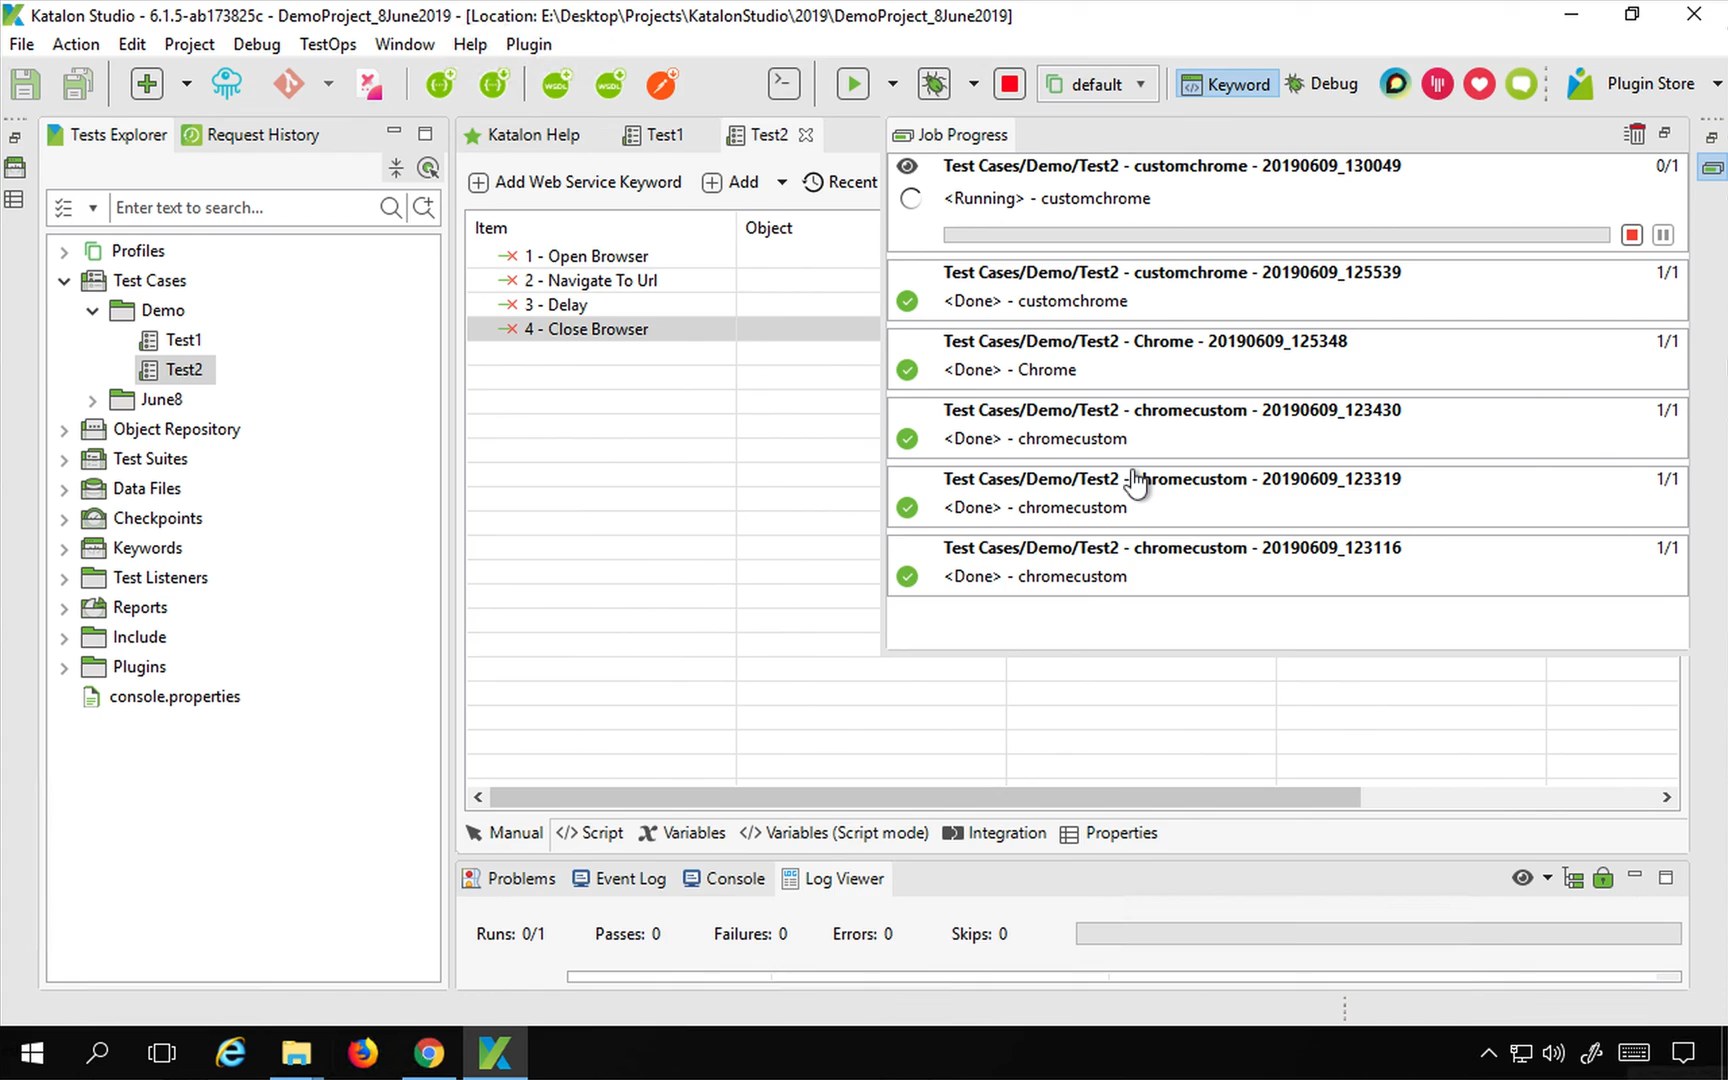 Katalon Studio - 6.1.5-ab173825c - DemoProject_8June2019 - [Location: E:\Desktop\Projects\KatalonStudio\2019\DemoProject_8June2019]
File Action Edit Project Debug TestOps Window Help Plugin
default Keyword Debug Plugin Store
Tests Explorer Request History
Enter text to search...
Profiles
Test Cases
Demo
Test1
Test2
June8
Object Repository
Test Suites
Data Files
Checkpoints
Keywords
Test Listeners
Reports
Include
Plugins
console.properties
Katalon Help Test1 Test2
Add Web Service Keyword Add Recent
Item Object
1 - Open Browser
2 - Navigate To Url
3 - Delay
4 - Close Browser
Job Progress
Test Cases/Demo/Test2 - customchrome - 20190609_130049 0/1
<Running> - customchrome
Test Cases/Demo/Test2 - customchrome - 20190609_125539 1/1
<Done> - customchrome
Test Cases/Demo/Test2 - Chrome - 20190609_125348 1/1
<Done> - Chrome
Test Cases/Demo/Test2 - chromecustom - 20190609_123430 1/1
<Done> - chromecustom
Test Cases/Demo/Test2 - chromecustom - 20190609_123319 1/1
<Done> - chromecustom
Test Cases/Demo/Test2 - chromecustom - 20190609_123116 1/1
<Done> - chromecustom
Manual </> Script Variables </> Variables (Script mode) Integration Properties
Problems Event Log Console Log Viewer
Runs: 0/1 Passes: 0 Failures: 0 Errors: 0 Skips: 0